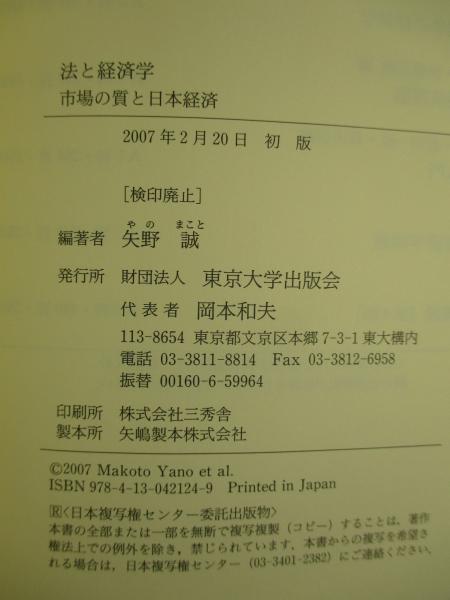 法と経済学
市場の質と日本経済
2007年2月20日 初 版
[検印廃止]
や の まこと
編著者 矢野 誠
発行所 財団法人 東京大学出版会
代表者 岡本和夫
113-8654 東京都文京区本郷7-3-1東大構内
電話 03-3811-8814 Fax 03-3812-6958
振替 00160-6-59964
印刷所 株式会社三秀舎
製本所 矢嶋製本株式会社
©2007 Makoto Yano et al.
ISBN 978-4-13-042124-9 Printed in Japan
Ⓡ〈日本複写権センター委託出版物〉
本書の全部または一部を無断で複写複製(コピー)することは,著作
権法上での例外を除き,禁じられています.本書からの複写を希望さ
れる場合は,日本複写権センター(03-3401-2382)にご連絡ください.